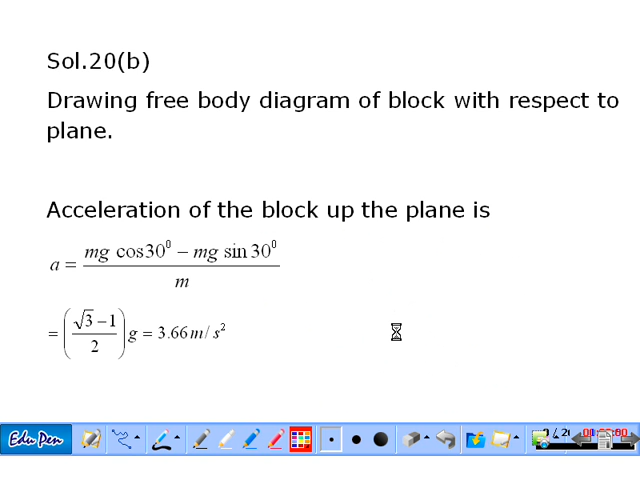 Sol.20(b)
Drawing free body diagram of block with respect to
plane.
Acceleration of the block up the plane is
a = (mg cos30⁰ − mg sin 30⁰) / m
= ((√3 − 1) / 2) g = 3.66 m/s²
Edu Pen